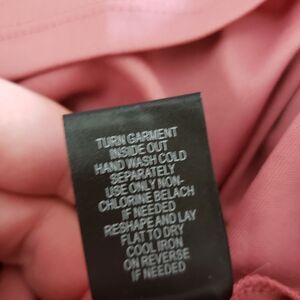 TURN GARMENT
INSIDE OUT
HAND WASH COLD
SEPARATELY
USE ONLY NON-
CHLORINE BELACH
IF NEEDED
RESHAPE AND LAY
FLAT TO DRY
COOL IRON
ON REVERSE
IF NEEDED